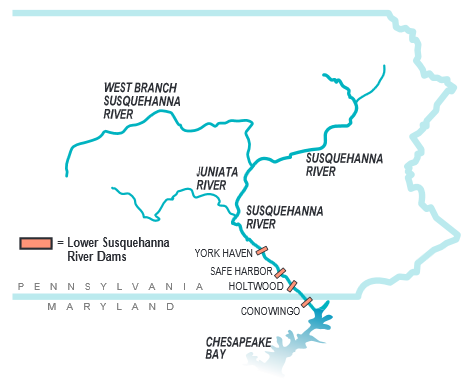 WEST BRANCH
SUSQUEHANNA
RIVER
SUSQUEHANNA
RIVER
JUNIATA
RIVER
SUSQUEHANNA
RIVER
= Lower Susquehanna
River Dams
YORK HAVEN
SAFE HARBOR
HOLTWOOD
PENNSYLVANIA
MARYLAND
CONOWINGO
CHESAPEAKE
BAY